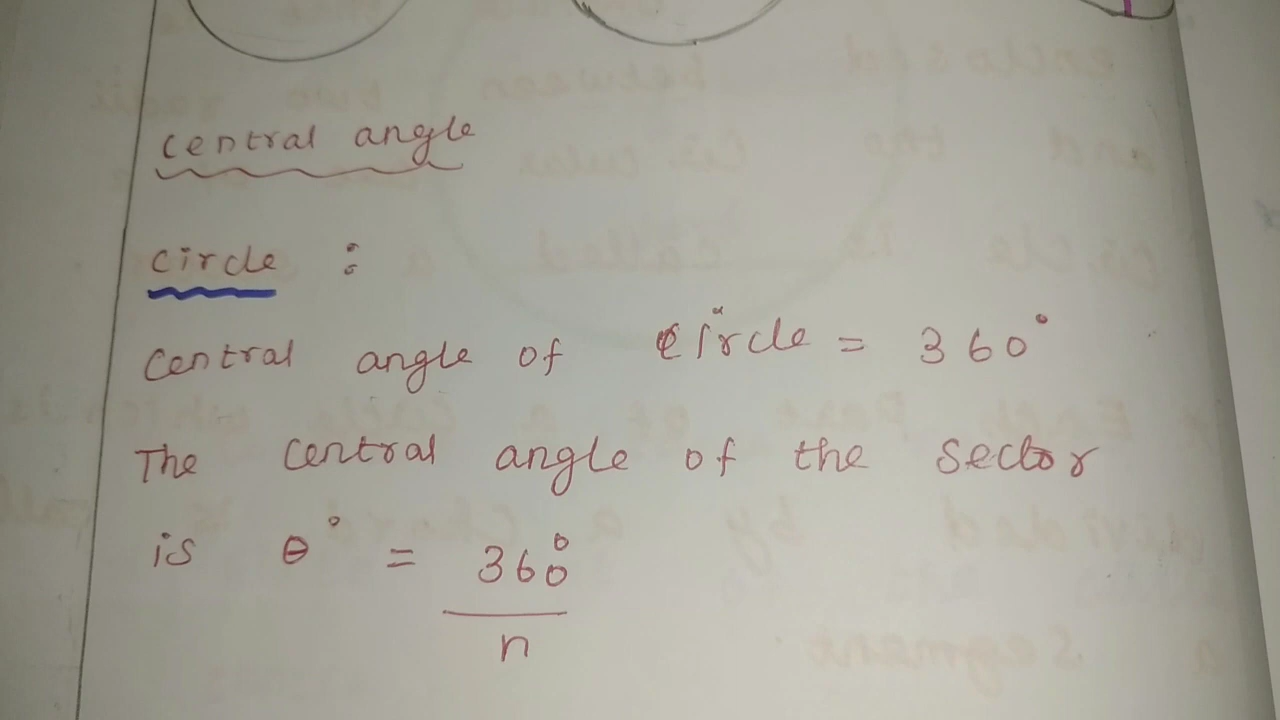 central angle
circle :
Central angle of circle = 360°
The central angle of the sector
is θ° = 360°
n